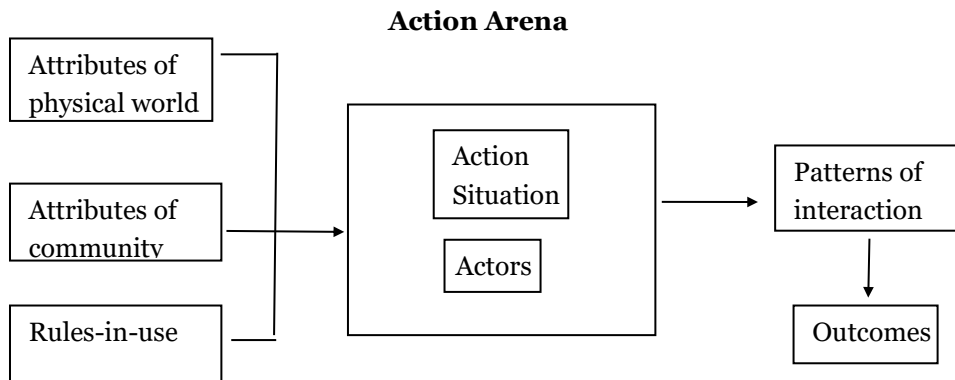 Action Arena
Attributes of
physical world
Attributes of
community
Rules-in-use
Action
Situation
Actors
Patterns of
interaction
Outcomes